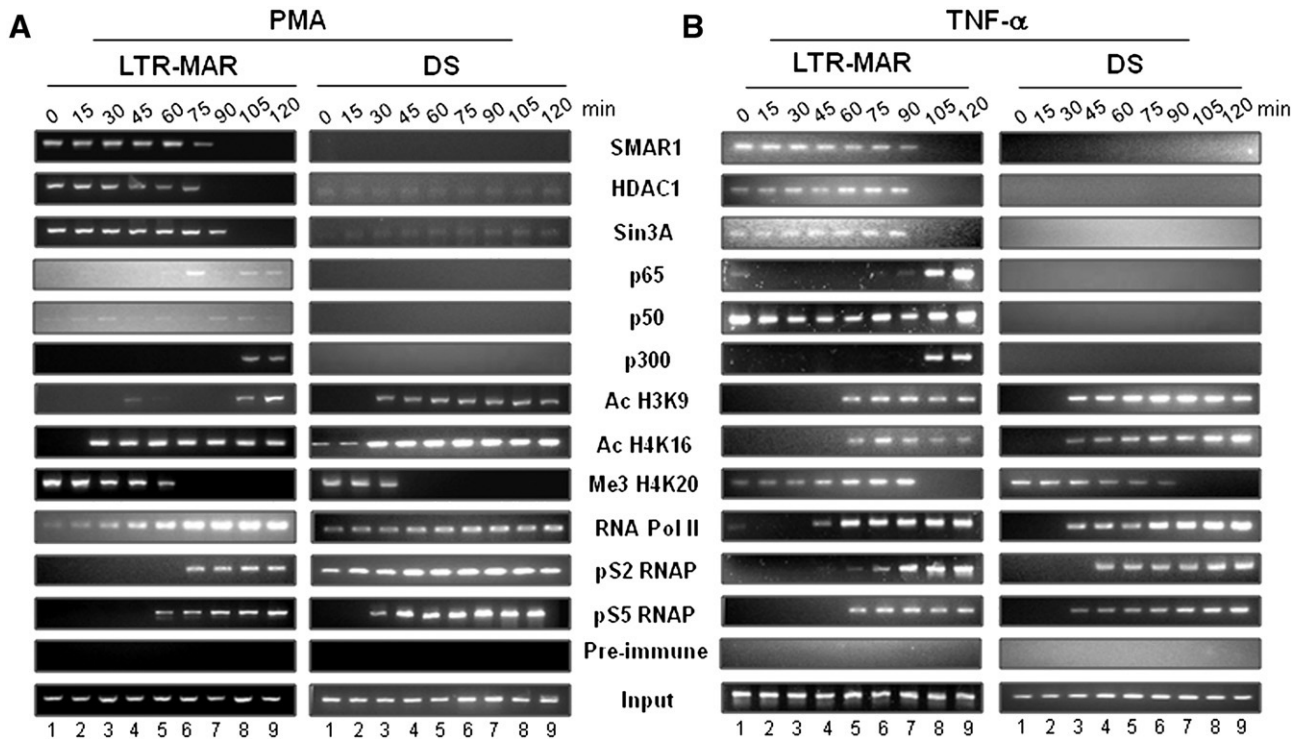 A PMA B TNF-α
LTR-MAR DS LTR-MAR DS
0 15 30 45 60 75 90 105 120 0 15 30 45 60 75 90 105 120 min 0 15 30 45 60 75 90 105 120 0 15 30 45 60 75 90 105 120 min
SMAR1
HDAC1
Sin3A
p65
p50
p300
Ac H3K9
Ac H4K16
Me3 H4K20
RNA Pol II
pS2 RNAP
pS5 RNAP
Pre-immune
Input
1 2 3 4 5 6 7 8 9 1 2 3 4 5 6 7 8 9 1 2 3 4 5 6 7 8 9 1 2 3 4 5 6 7 8 9